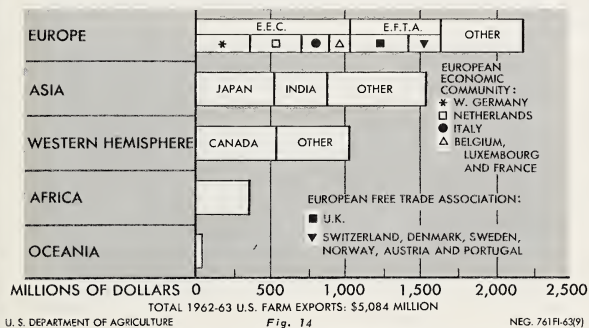 EUROPE
E.E.C.
E.F.T.A.
OTHER
EUROPEAN
ECONOMIC
COMMUNITY:
* W. GERMANY
□ NETHERLANDS
● ITALY
△ BELGIUM,
LUXEMBOURG
AND FRANCE
ASIA
JAPAN
INDIA
OTHER
WESTERN HEMISPHERE
CANADA
OTHER
AFRICA
EUROPEAN FREE TRADE ASSOCIATION:
■ U.K.
▼ SWITZERLAND, DENMARK, SWEDEN,
NORWAY, AUSTRIA AND PORTUGAL
OCEANIA
MILLIONS OF DOLLARS 0 500 1,000 1,500 2,000 2,500
TOTAL 1962-63 U.S. FARM EXPORTS: $5,084 MILLION
U. S. DEPARTMENT OF AGRICULTURE Fig. 14 NEG. 761FI-63(9)